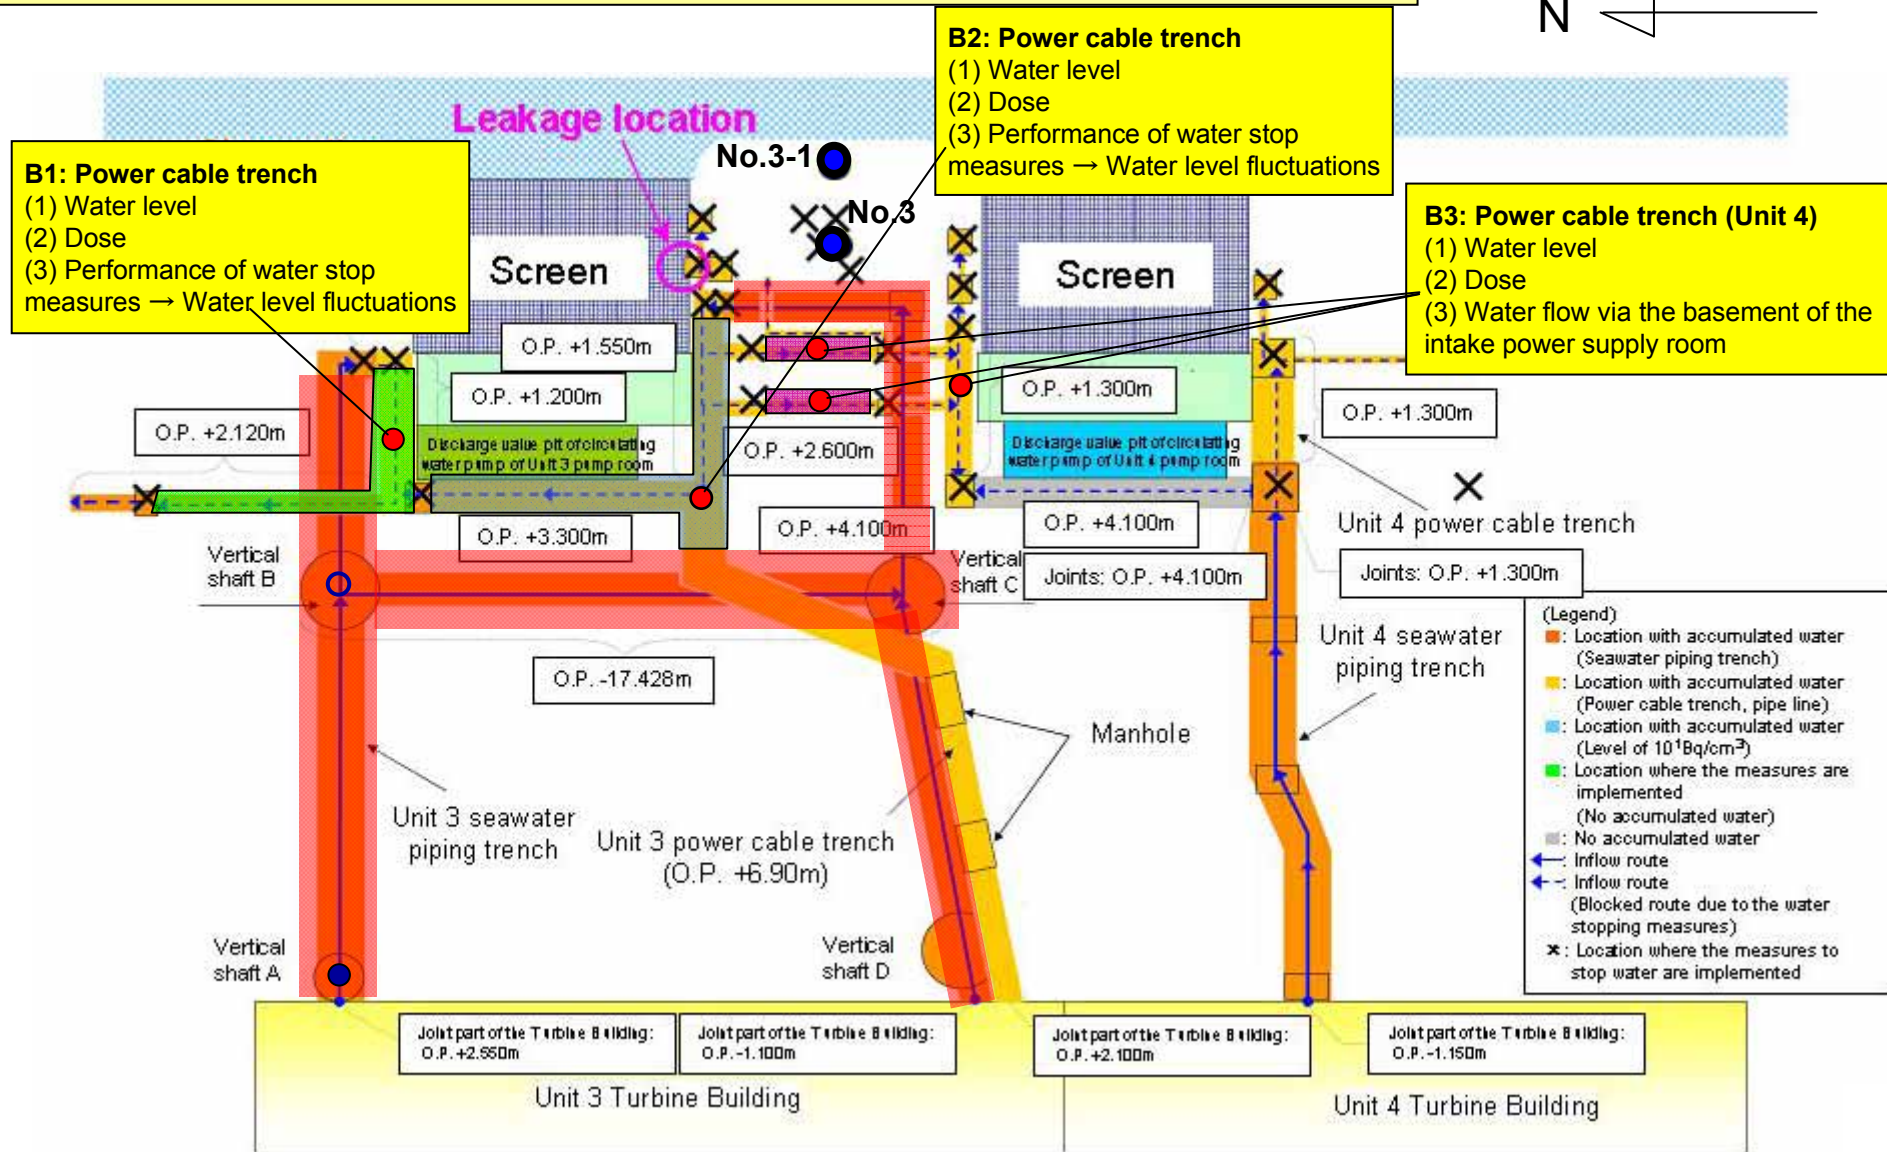 N
B2: Power cable trench
(1) Water level
(2) Dose
(3) Performance of water stop
measures → Water level fluctuations
Leakage location
No.3-1
B1: Power cable trench
(1) Water level
(2) Dose
(3) Performance of water stop
measures → Water level fluctuations
No.3
B3: Power cable trench (Unit 4)
(1) Water level
(2) Dose
(3) Water flow via the basement of the
intake power supply room
Screen
Screen
O.P. +1.550m
O.P. +1.200m
O.P. +1.300m
O.P. +1.300m
O.P. +2.120m
Discharge value pit of circulating
water pump of Unit 3 pump room
O.P. +2.600m
Discharge value pit of circulating
water pump of Unit 4 pump room
O.P. +3.300m
O.P. +4.100m
O.P. +4.100m
Unit 4 power cable trench
Vertical
shaft B
Vertical
shaft C
Joints: O.P. +4.100m
Joints: O.P. +1.300m
O.P. -17.428m
Unit 4 seawater
piping trench
(Legend)
: Location with accumulated water
(Seawater piping trench)
: Location with accumulated water
(Power cable trench, pipe line)
: Location with accumulated water
(Level of 10¹Bq/cm³)
: Location where the measures are
implemented
(No accumulated water)
: No accumulated water
: Inflow route
: Inflow route
(Blocked route due to the water
stopping measures)
×: Location where the measures to
stop water are implemented
Manhole
Unit 3 seawater
piping trench
Unit 3 power cable trench
(O.P. +6.90m)
Vertical
shaft A
Vertical
shaft D
Joint part of the Turbine Building:
O.P. +2.550m
Joint part of the Turbine Building:
O.P. -1.100m
Joint part of the Turbine Building:
O.P. +2.100m
Joint part of the Turbine Building:
O.P. -1.150m
Unit 3 Turbine Building
Unit 4 Turbine Building